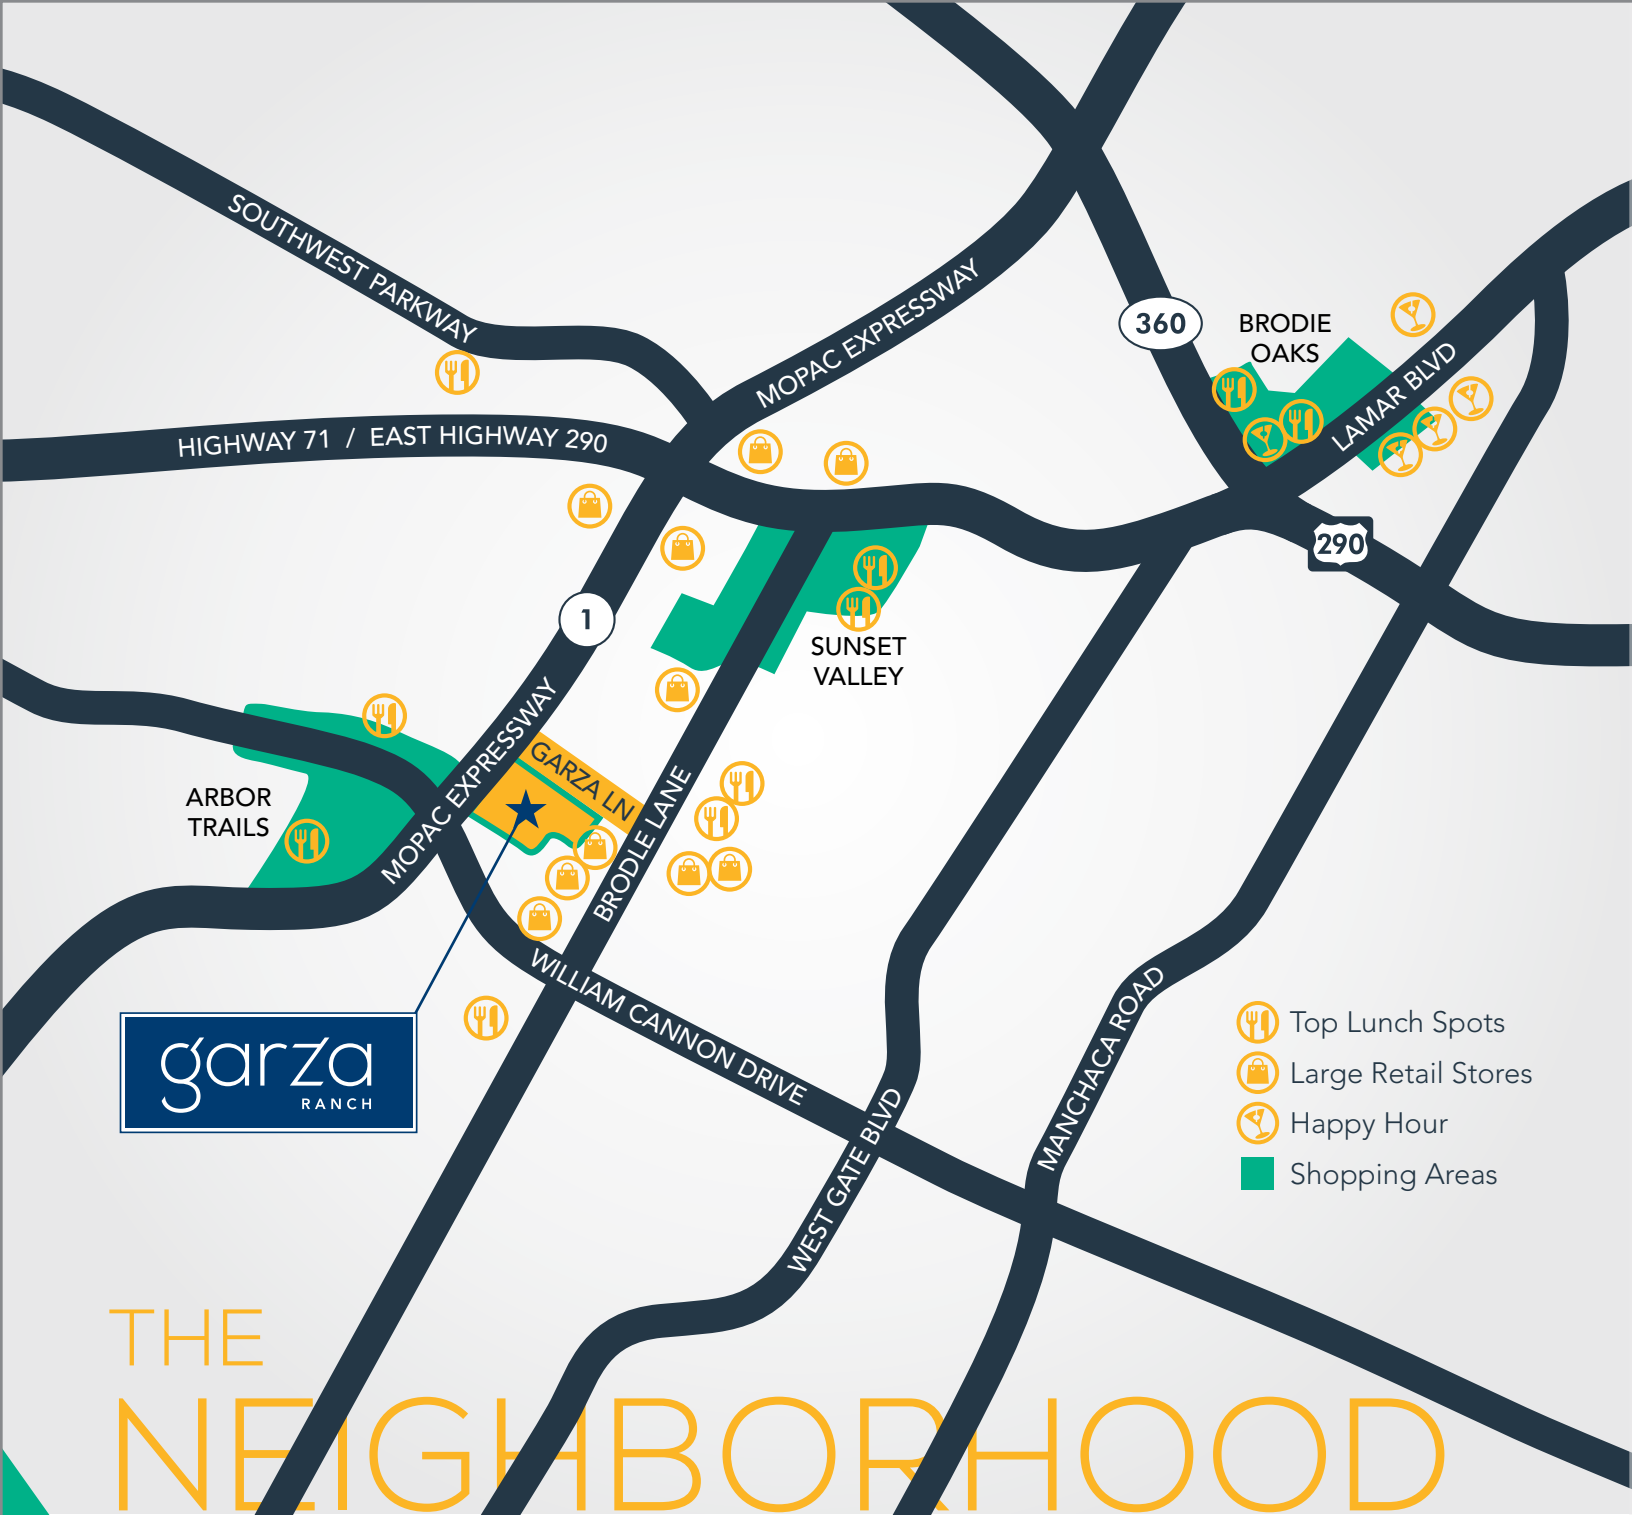 SOUTHWEST PARKWAY
MOPAC EXPRESSWAY
360
BRODIE
OAKS
LAMAR BLVD
HIGHWAY 71 / EAST HIGHWAY 290
290
1
SUNSET
VALLEY
MOPAC EXPRESSWAY
GARZA LN
ARBOR
TRAILS
BRODLE LANE
WILLIAM CANNON DRIVE
garza
RANCH
WEST GATE BLVD
MANCHACA ROAD
Top Lunch Spots
Large Retail Stores
Happy Hour
Shopping Areas
THE
NEIGHBORHOOD